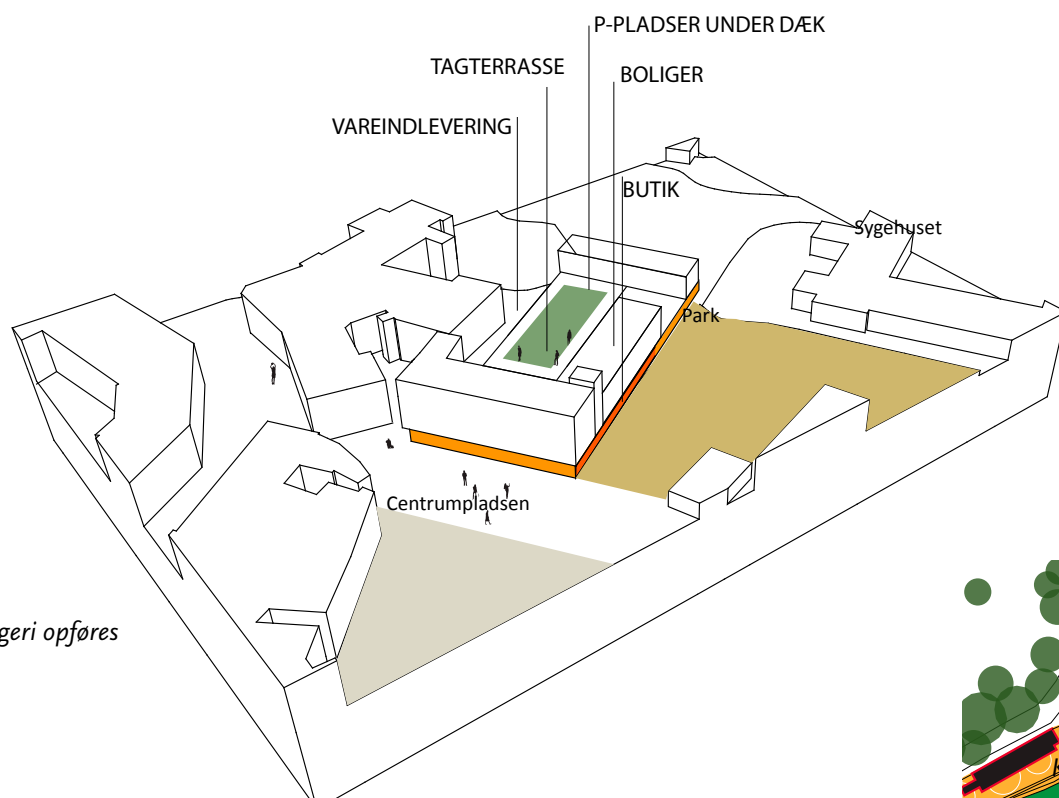 P-PLADSER UNDER DÆK
TAGTERRASSE
BOLIGER
VAREINDLEVERING
BUTIK
Sygehuset
Park
Centrumpladsen
geri opføres